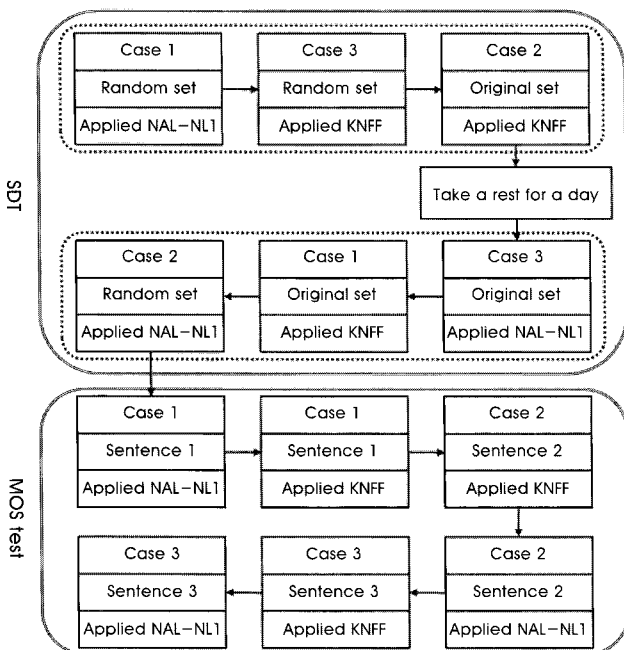 SDT
Case 1
Random set
Applied NAL-NL1
Case 3
Random set
Applied KNFF
Case 2
Original set
Applied KNFF
Take a rest for a day
Case 3
Original set
Applied NAL-NL1
Case 1
Original set
Applied KNFF
Case 2
Random set
Applied NAL-NL1
MOS test
Case 1
Sentence 1
Applied NAL-NL1
Case 1
Sentence 1
Applied KNFF
Case 2
Sentence 2
Applied KNFF
Case 2
Sentence 2
Applied NAL-NL1
Case 3
Sentence 3
Applied KNFF
Case 3
Sentence 3
Applied NAL-NL1